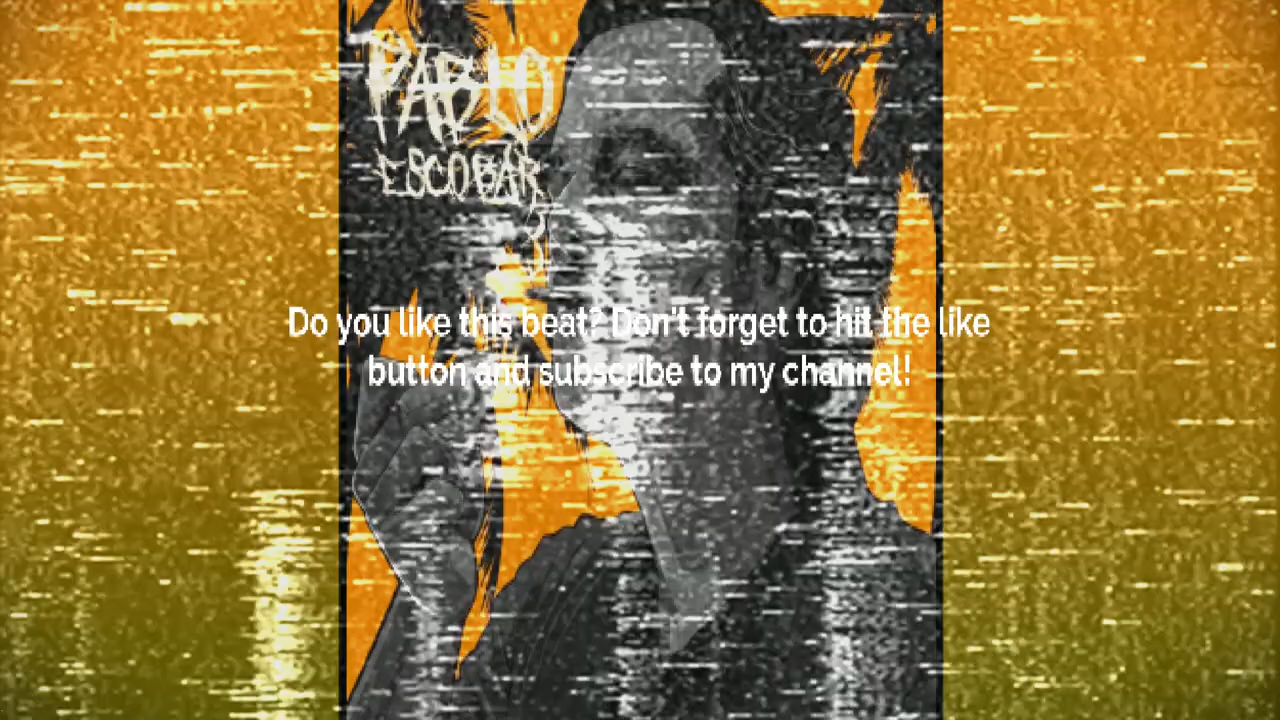 PABLO
ESCOBAR
Do you like this beat? Don't forget to hit the like
button and subscribe to my channel!